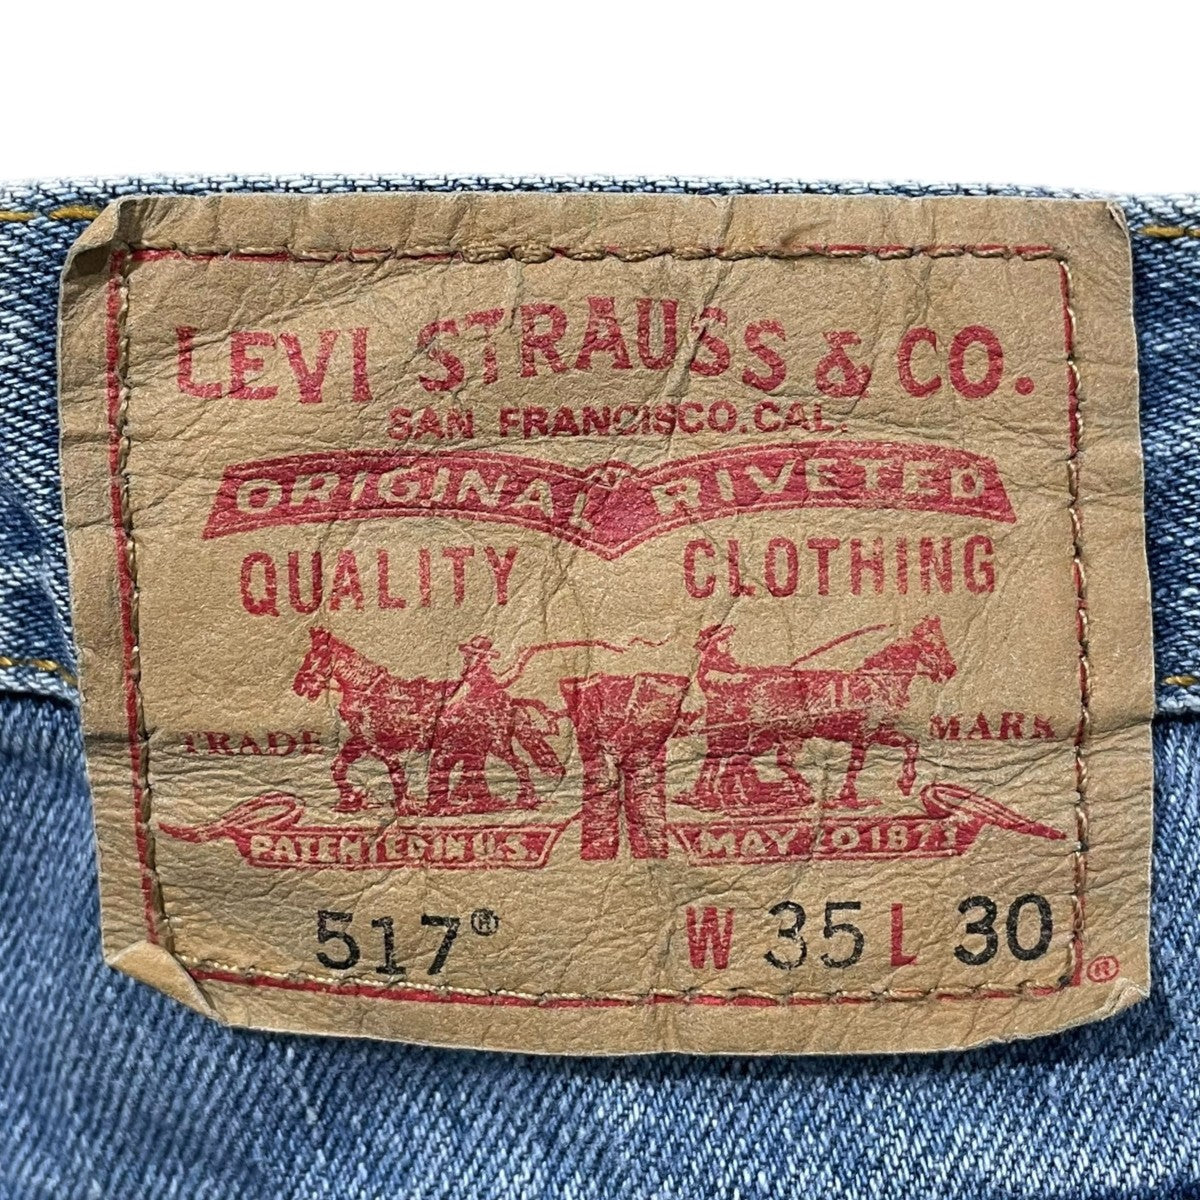 LEVI STRAUSS & CO.
SAN FRANCISCO.CAL.
ORIGINAL RIVETED
QUALITY CLOTHING
TRADE MARK
PATENTED IN U.S. MAY 20 1871
517® W 35 L 30
®